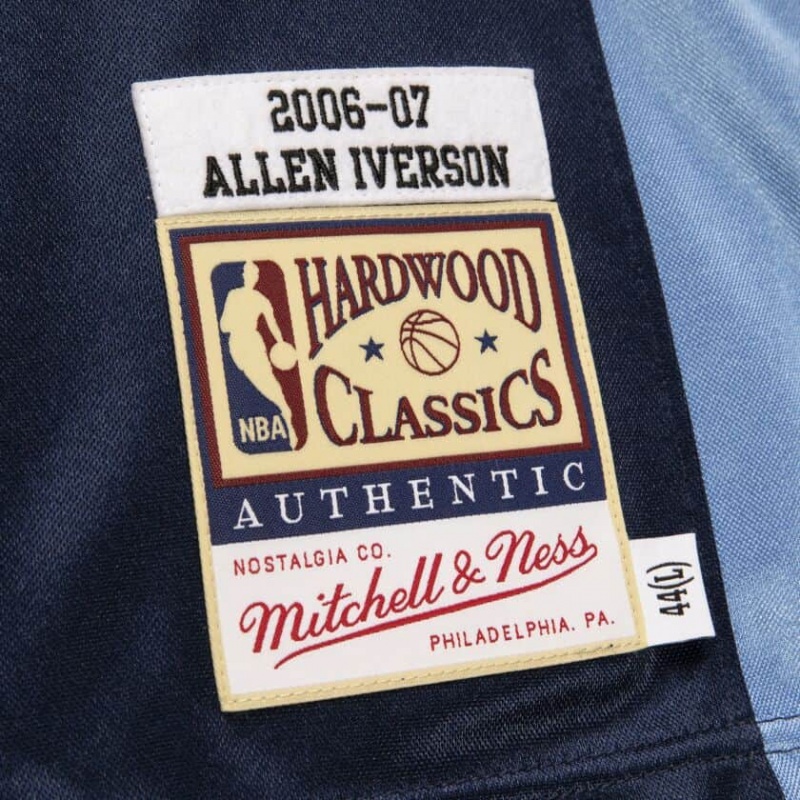 2006-07
ALLEN IVERSON
HARDWOOD
CLASSICS
NBA
AUTHENTIC
NOSTALGIA CO.
Mitchell & Ness
PHILADELPHIA. PA.
44(L)